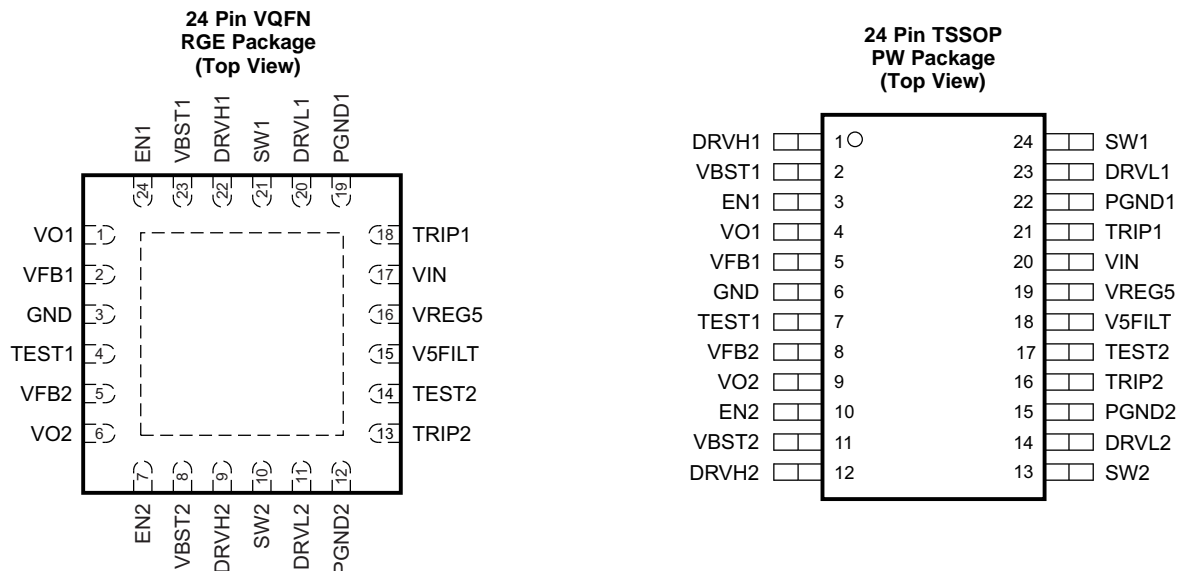 24 Pin VQFN
RGE Package
(Top View)
EN1
VBST1
DRVH1
SW1
DRVL1
PGND1
24
23
22
21
20
19
VO1 1
VFB1 2
GND 3
TEST1 4
VFB2 5
VO2 6
18 TRIP1
17 VIN
16 VREG5
15 V5FILT
14 TEST2
13 TRIP2
7
8
9
10
11
12
EN2
VBST2
DRVH2
SW2
DRVL2
PGND2
24 Pin TSSOP
PW Package
(Top View)
DRVH1 1 24 SW1
VBST1 2 23 DRVL1
EN1 3 22 PGND1
VO1 4 21 TRIP1
VFB1 5 20 VIN
GND 6 19 VREG5
TEST1 7 18 V5FILT
VFB2 8 17 TEST2
VO2 9 16 TRIP2
EN2 10 15 PGND2
VBST2 11 14 DRVL2
DRVH2 12 13 SW2